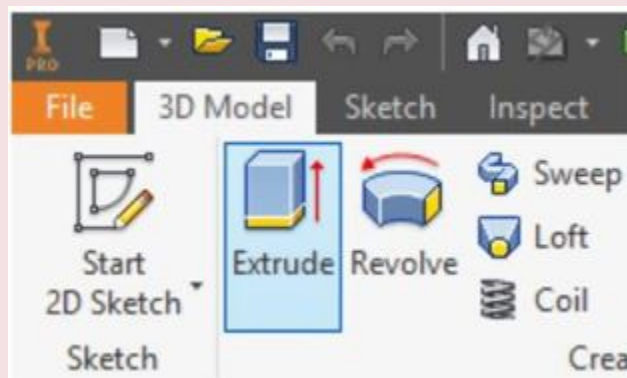 I
PRO
File 3D Model Sketch Inspect
Start
2D Sketch
Extrude Revolve
Sweep
Loft
Coil
Sketch